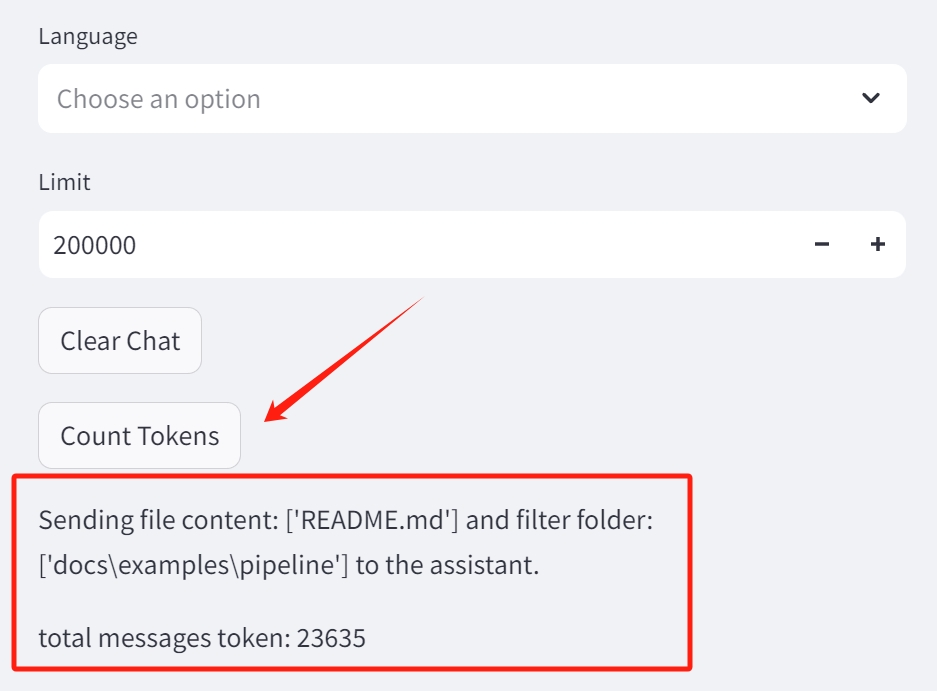 Language
Choose an option
Limit
200000
Clear Chat
Count Tokens
Sending file content: ['README.md'] and filter folder:
['docs\examples\pipeline'] to the assistant.
total messages token: 23635